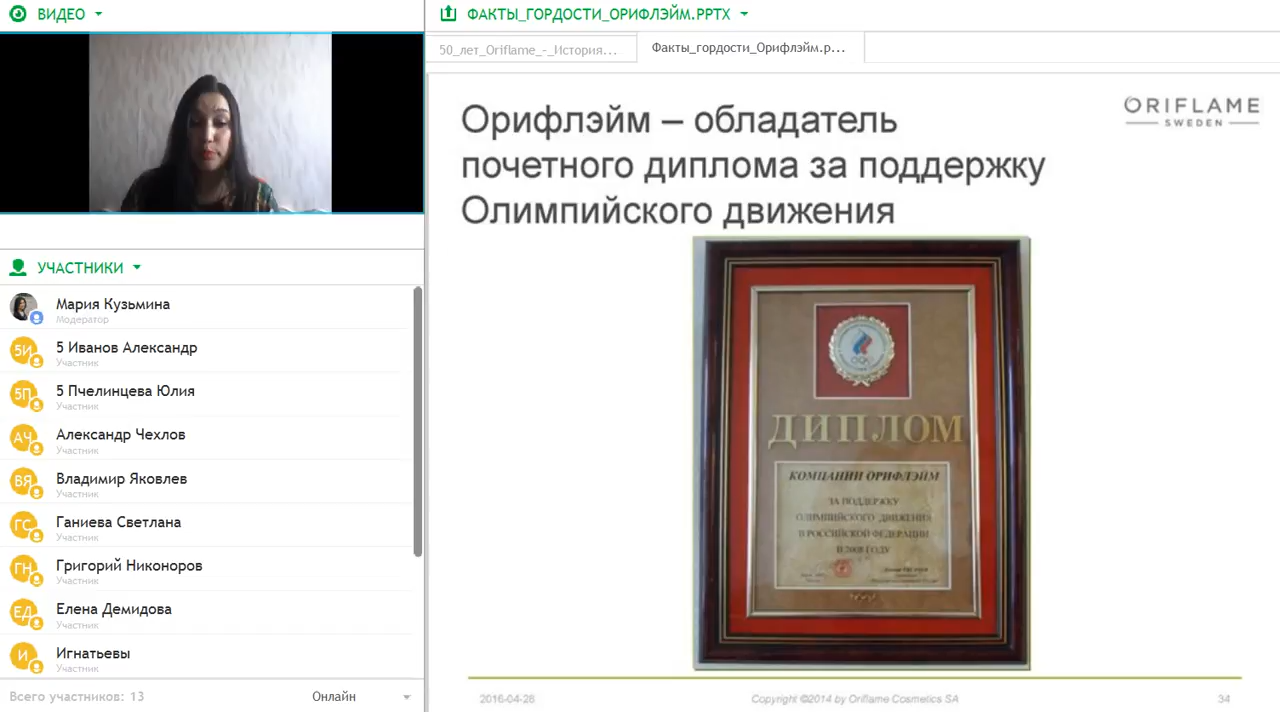 ВИДЕО
УЧАСТНИКИ
Мария Кузьмина
Модератор
5И
5 Иванов Александр
Участник
5П
5 Пчелинцева Юлия
Участник
АЧ
Александр Чехлов
Участник
ВЯ
Владимир Яковлев
Участник
ГС
Ганиева Светлана
Участник
ГН
Григорий Никоноров
Участник
ЕД
Елена Демидова
Участник
И
Игнатьевы
Участник
Всего участников: 13
Онлайн
ФАКТЫ_ГОРДОСТИ_ОРИФЛЭЙМ.PPTX
50_лет_Oriflame_-_История...
Факты_гордости_Орифлэйм.р...
Орифлэйм – обладатель
почетного диплома за поддержку
Олимпийского движения
ORIFLAME
SWEDEN
ДИПЛОМ
КОМПАНИИ ОРИФЛЭЙМ
ЗА ПОДДЕРЖКУ
ОЛИМПИЙСКОГО ДВИЖЕНИЯ
В РОССИЙСКОЙ ФЕДЕРАЦИИ
В 2008 ГОДУ
2016-04-28
Copyright ©2014 by Oriflame Cosmetics SA
34